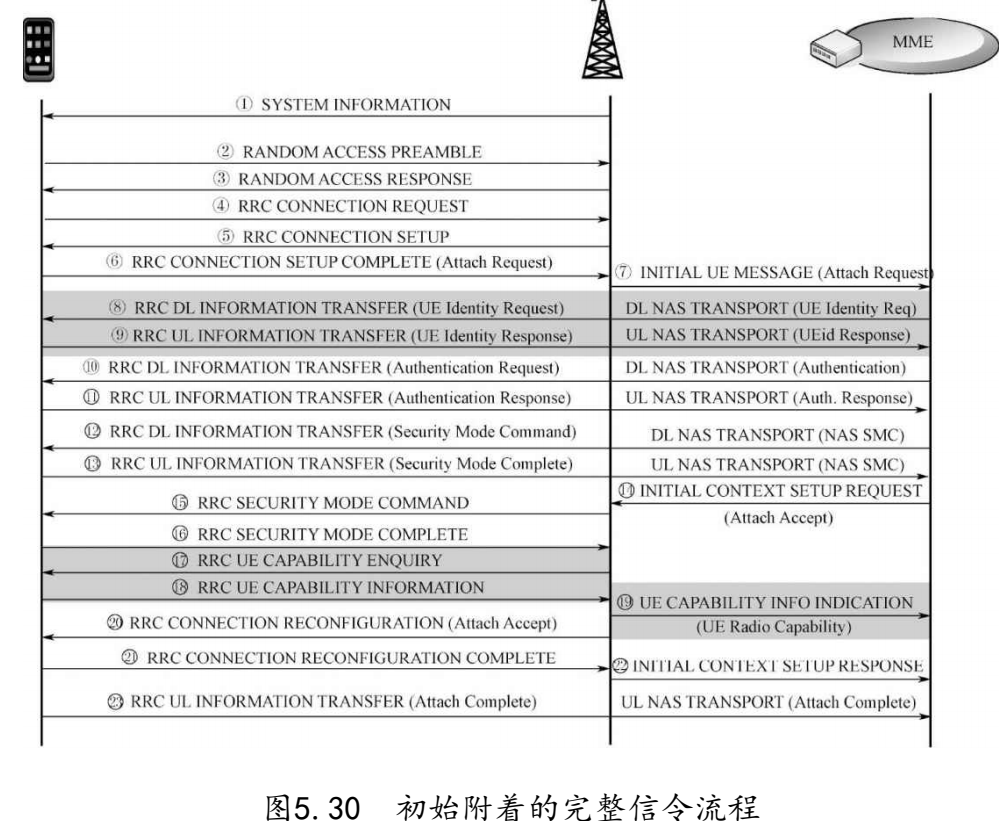 MME
① SYSTEM INFORMATION
② RANDOM ACCESS PREAMBLE
③ RANDOM ACCESS RESPONSE
④ RRC CONNECTION REQUEST
⑤ RRC CONNECTION SETUP
⑥ RRC CONNECTION SETUP COMPLETE (Attach Request)
⑦ INITIAL UE MESSAGE (Attach Request)
⑧ RRC DL INFORMATION TRANSFER (UE Identity Request)
DL NAS TRANSPORT (UE Identity Req)
⑨ RRC UL INFORMATION TRANSFER (UE Identity Response)
UL NAS TRANSPORT (UEid Response)
⑩ RRC DL INFORMATION TRANSFER (Authentication Request)
DL NAS TRANSPORT (Authentication)
⑪ RRC UL INFORMATION TRANSFER (Authentication Response)
UL NAS TRANSPORT (Auth. Response)
⑫ RRC DL INFORMATION TRANSFER (Security Mode Command)
DL NAS TRANSPORT (NAS SMC)
⑬ RRC UL INFORMATION TRANSFER (Security Mode Complete)
UL NAS TRANSPORT (NAS SMC)
⑭ INITIAL CONTEXT SETUP REQUEST
(Attach Accept)
⑮ RRC SECURITY MODE COMMAND
⑯ RRC SECURITY MODE COMPLETE
⑰ RRC UE CAPABILITY ENQUIRY
⑱ RRC UE CAPABILITY INFORMATION
⑲ UE CAPABILITY INFO INDICATION
(UE Radio Capability)
⑳ RRC CONNECTION RECONFIGURATION (Attach Accept)
㉑ RRC CONNECTION RECONFIGURATION COMPLETE
㉒ INITIAL CONTEXT SETUP RESPONSE
㉓ RRC UL INFORMATION TRANSFER (Attach Complete)
UL NAS TRANSPORT (Attach Complete)
图5.30 初始附着的完整信令流程